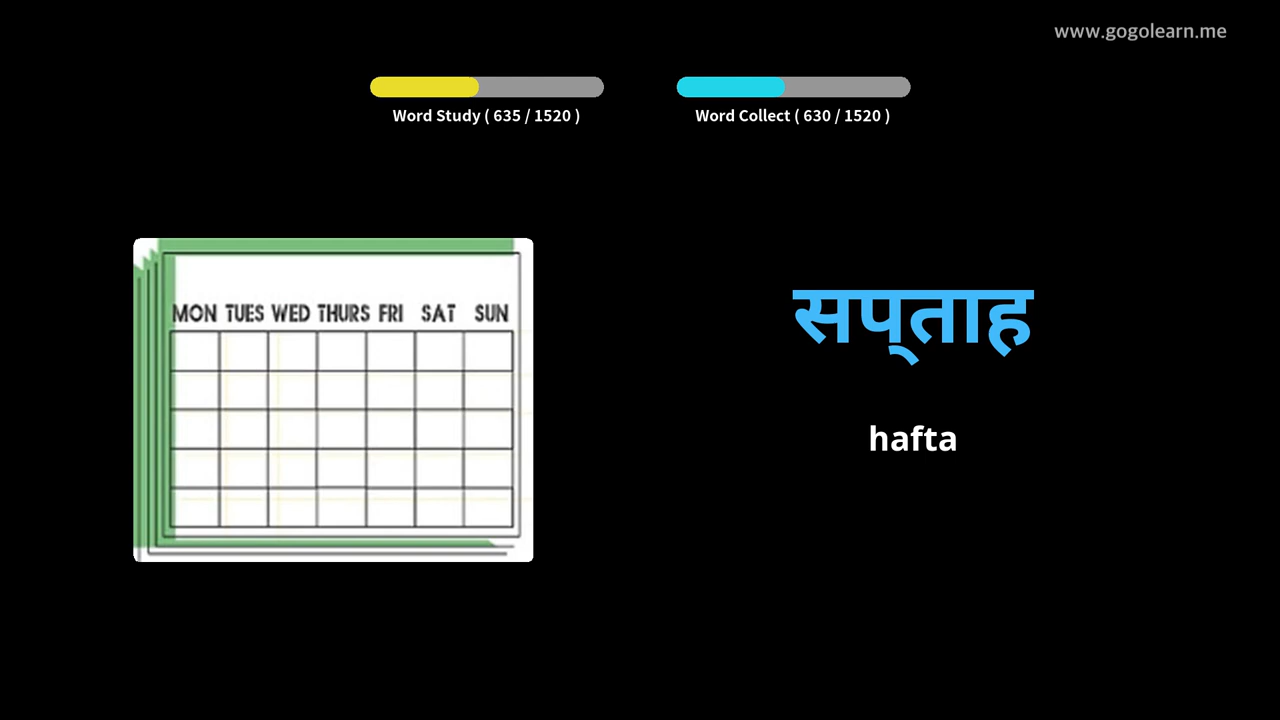 www.gogolearn.me
Word Study ( 635 / 1520 )
Word Collect ( 630 / 1520 )
MON TUES WED THURS FRI SAT SUN
सप्ताह
hafta